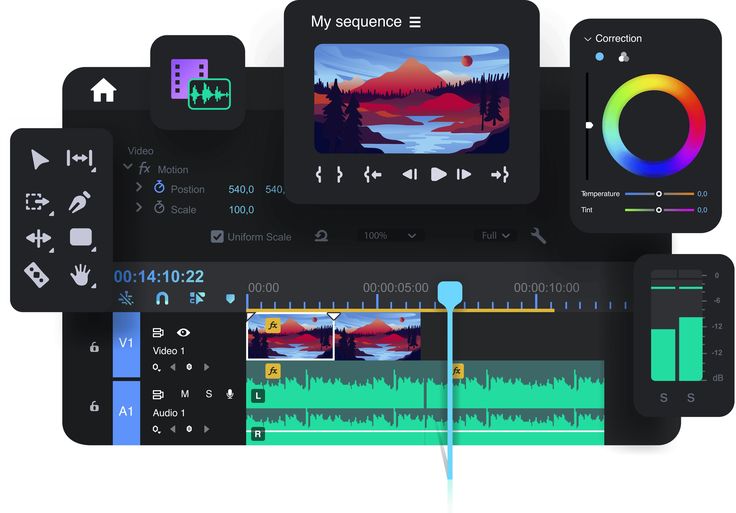 My sequence
Correction
Video
fx Motion
Postion 540,0 540,
Scale 100,0
Uniform Scale 100% Full
Temperature 0,0
Tint 0,0
00:14:10:22
00:00 00:00:05:00 00:00:10:00
0
-6
-12
-12
dB
S S
V1
Video 1
fx
A1
M S
Audio 1
fx fx
L
R